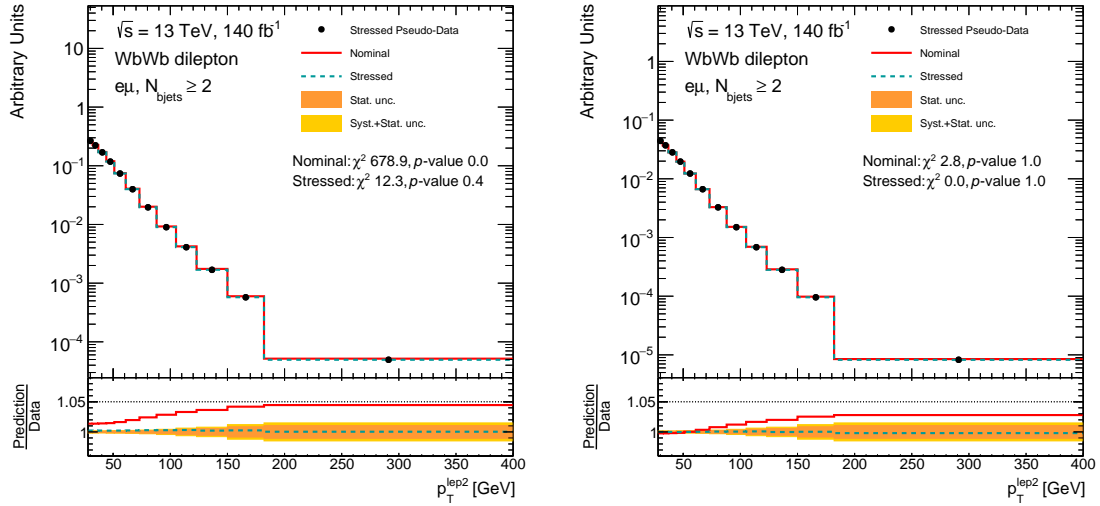 Arbitrary Units
√s = 13 TeV, 140 fb⁻¹
WbWb dilepton
eμ, N_bjets ≥ 2
Stressed Pseudo-Data
Nominal
Stressed
Stat. unc.
Syst.+Stat. unc.
Nominal: χ² 678.9, p-value 0.0
Stressed: χ² 12.3, p-value 0.4
10
1
10⁻¹
10⁻²
10⁻³
10⁻⁴
Prediction
Data
1.05
1
50 100 150 200 250 300 350 400
p_T^lep2 [GeV]
Arbitrary Units
√s = 13 TeV, 140 fb⁻¹
WbWb dilepton
eμ, N_bjets ≥ 2
Stressed Pseudo-Data
Nominal
Stressed
Stat. unc.
Syst.+Stat. unc.
Nominal: χ² 2.8, p-value 1.0
Stressed: χ² 0.0, p-value 1.0
1
10⁻¹
10⁻²
10⁻³
10⁻⁴
10⁻⁵
Prediction
Data
1.05
1
50 100 150 200 250 300 350 400
p_T^lep2 [GeV]